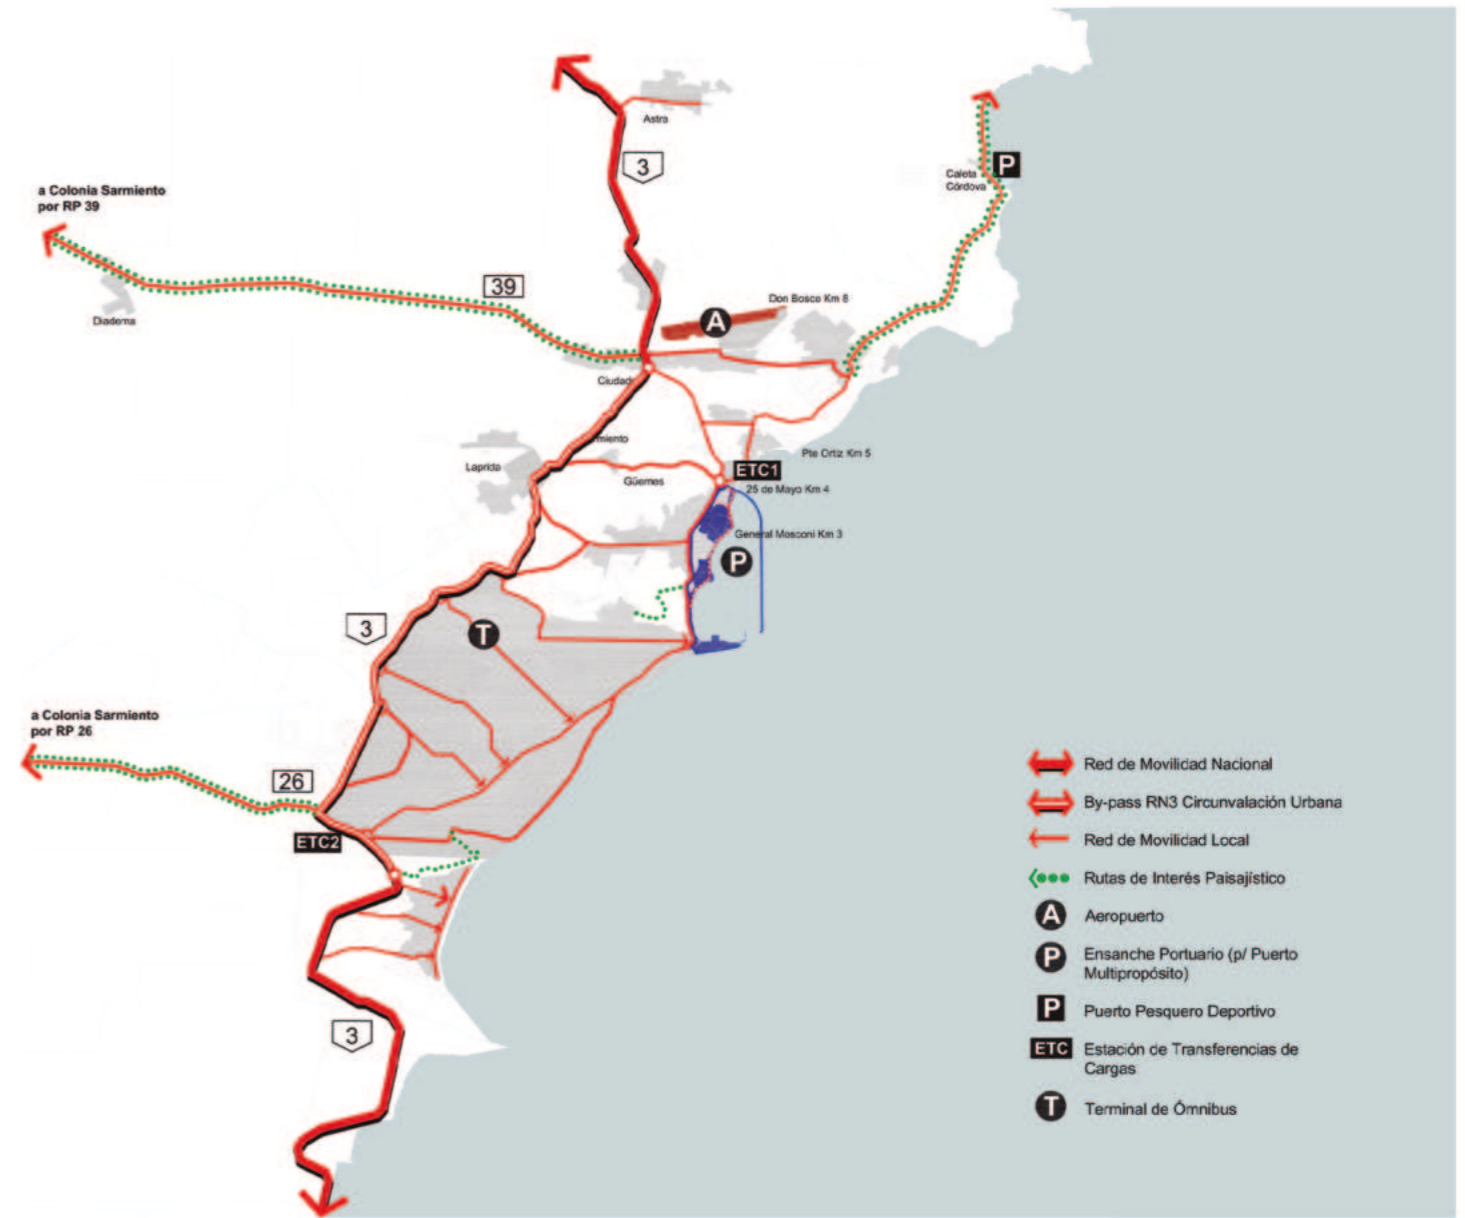 Astra
3
Caleta
Córdova
P
a Colonia Sarmiento
por RP 39
39
Don Bosco Km 8
A
Diadema
Ciudad
miento
Pte Ortiz Km 5
Laprida
ETC1
Güemes
25 de Mayo Km 4
General Mosconi Km 3
P
3
T
a Colonia Sarmiento
por RP 26
26
ETC2
3
Red de Movilidad Nacional
By-pass RN3 Circunvalación Urbana
Red de Movilidad Local
Rutas de Interés Paisajístico
A Aeropuerto
P Ensanche Portuario (p/ Puerto
Multipropósito)
P Puerto Pesquero Deportivo
ETC Estación de Transferencias de
Cargas
T Terminal de Ómnibus